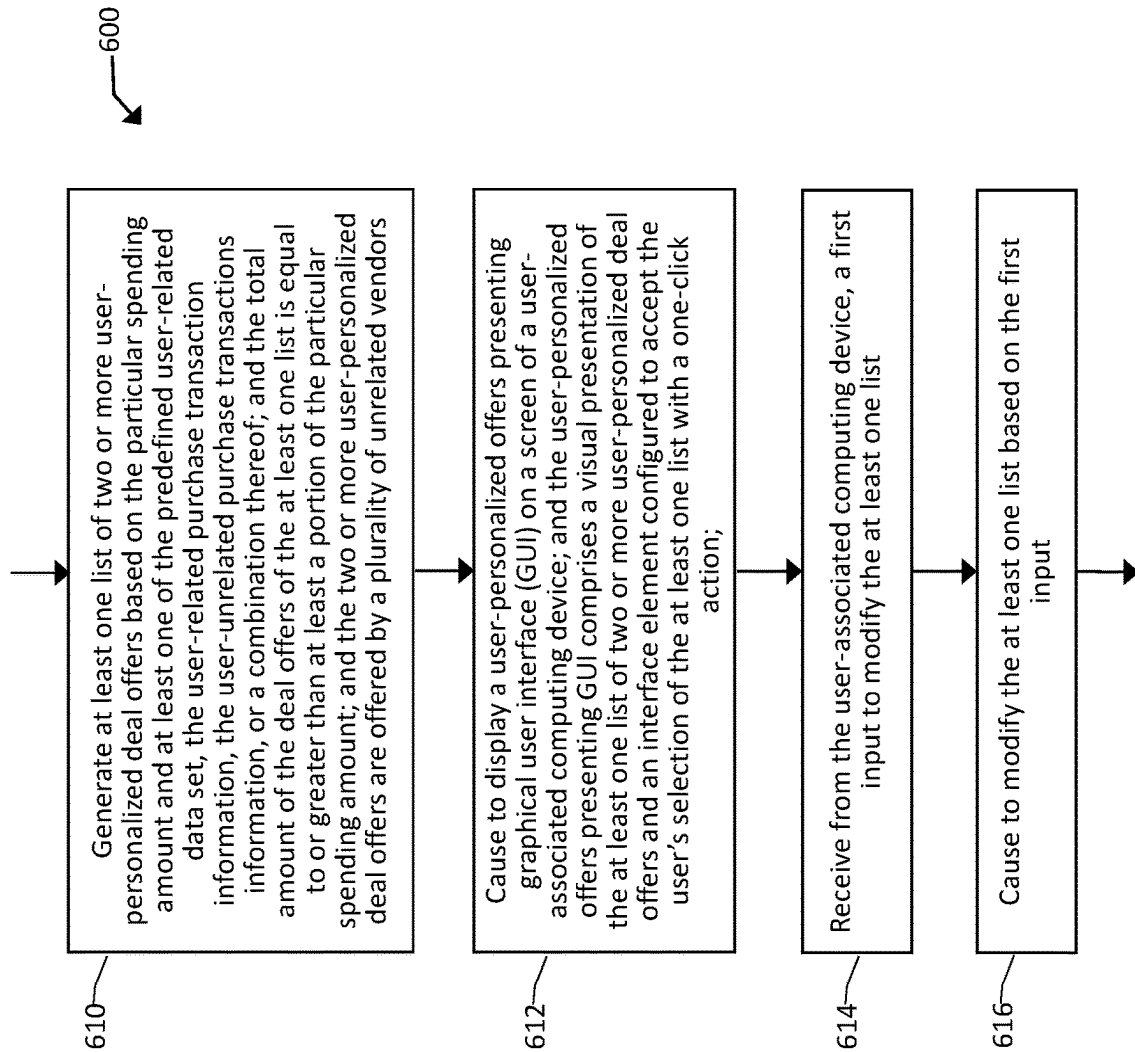 600
610
Generate at least one list of two or more user-
personalized deal offers based on the particular spending
amount and at least one of the predefined user-related
data set, the user-related purchase transaction
information, the user-unrelated purchase transactions
information, or a combination thereof; and the total
amount of the deal offers of the at least one list is equal
to or greater than at least a portion of the particular
spending amount; and the two or more user-personalized
deal offers are offered by a plurality of unrelated vendors
612
Cause to display a user-personalized offers presenting
graphical user interface (GUI) on a screen of a user-
associated computing device; and the user-personalized
offers presenting GUI comprises a visual presentation of
the at least one list of two or more user-personalized deal
offers and an interface element configured to accept the
user's selection of the at least one list with a one-click
action;
614
Receive from the user-associated computing device, a first
input to modify the at least one list
616
Cause to modify the at least one list based on the first
input